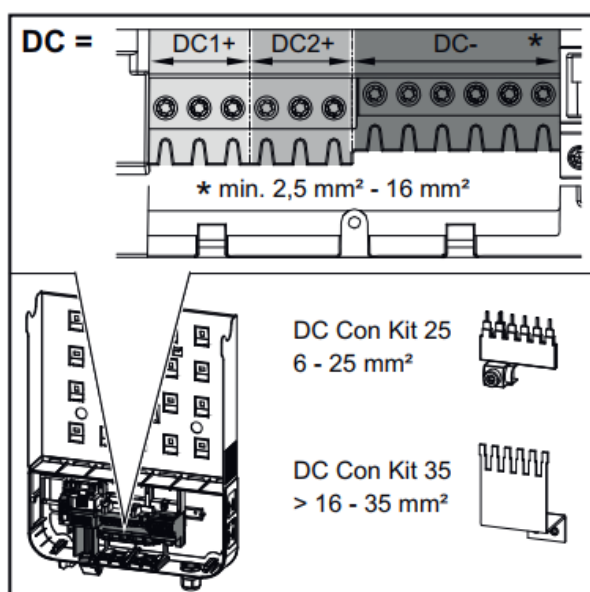 DC =
DC1+ DC2+ DC- *
* min. 2,5 mm² - 16 mm²
DC Con Kit 25
6 - 25 mm²
DC Con Kit 35
> 16 - 35 mm²